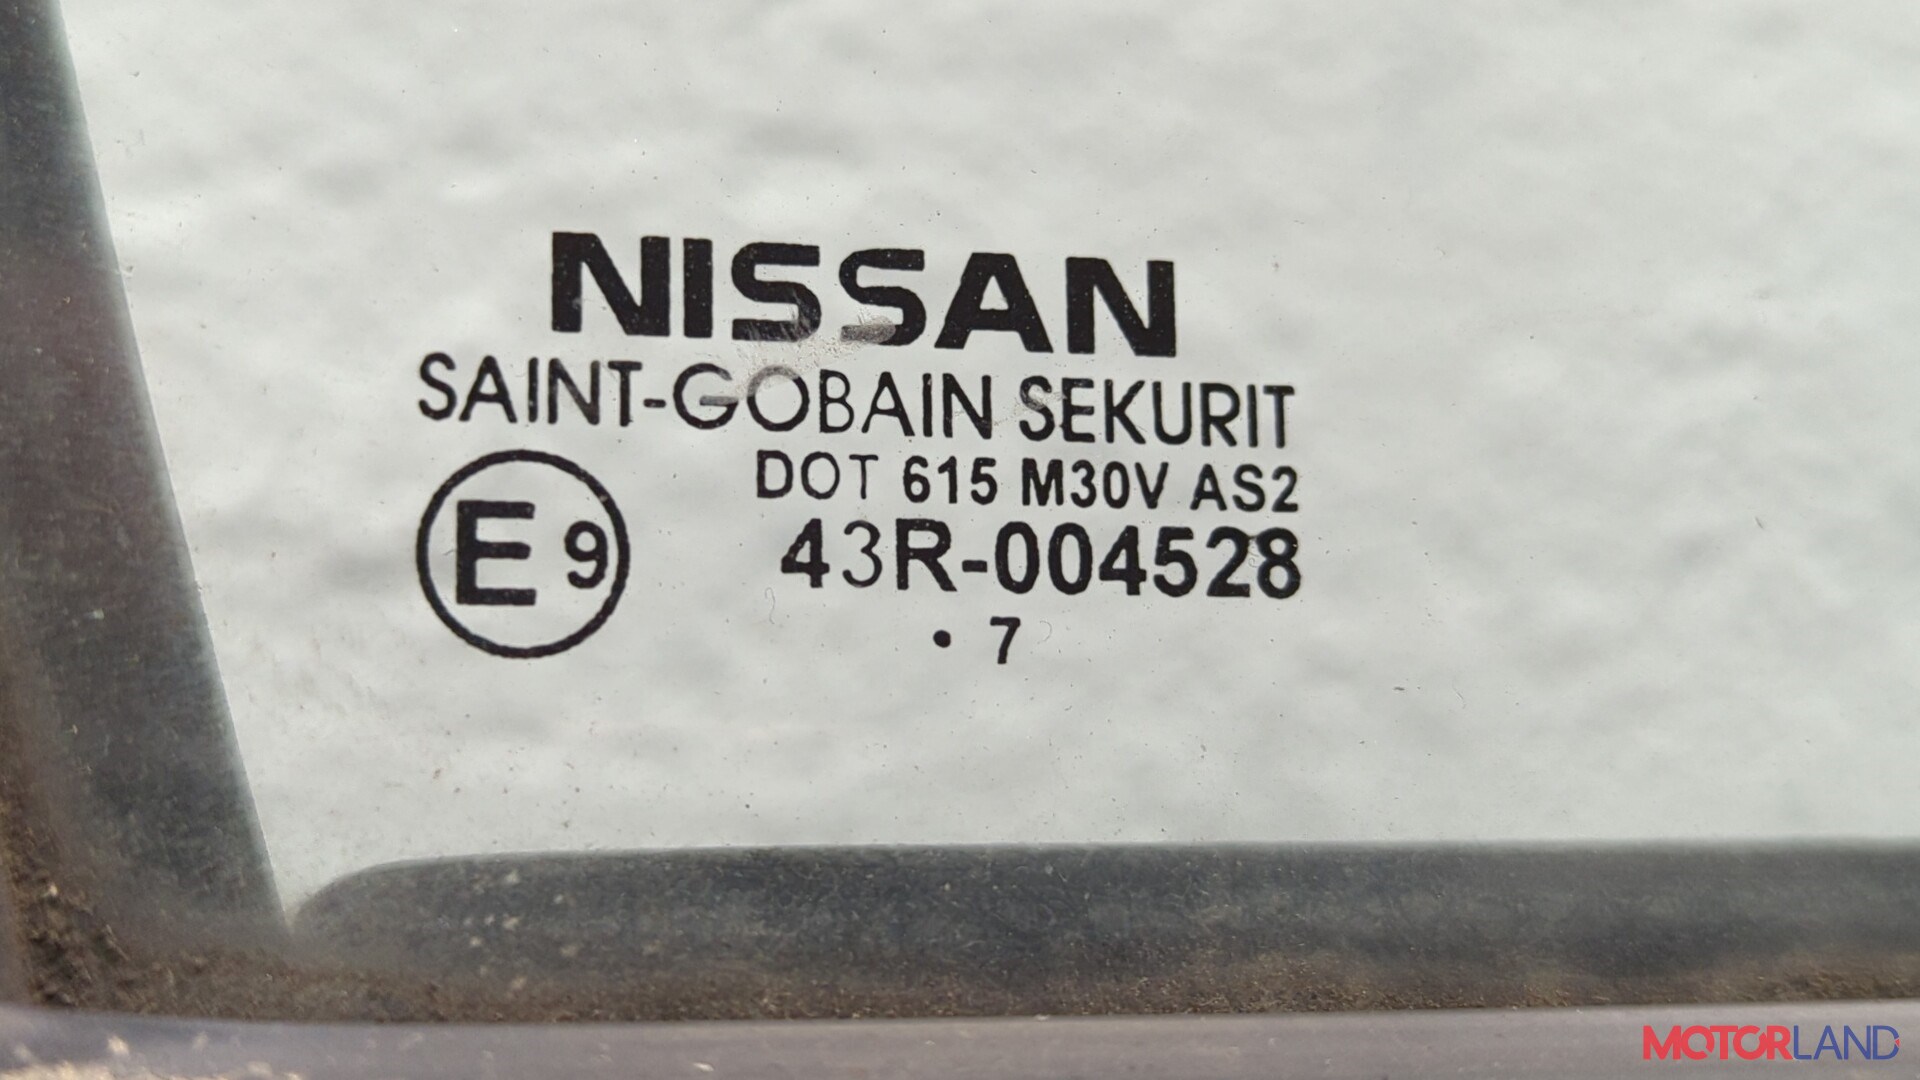 NISSAN
SAINT-GOBAIN SEKURIT
DOT 615 M30V AS2
E9
43R-004528
• 7
MOTORLAND